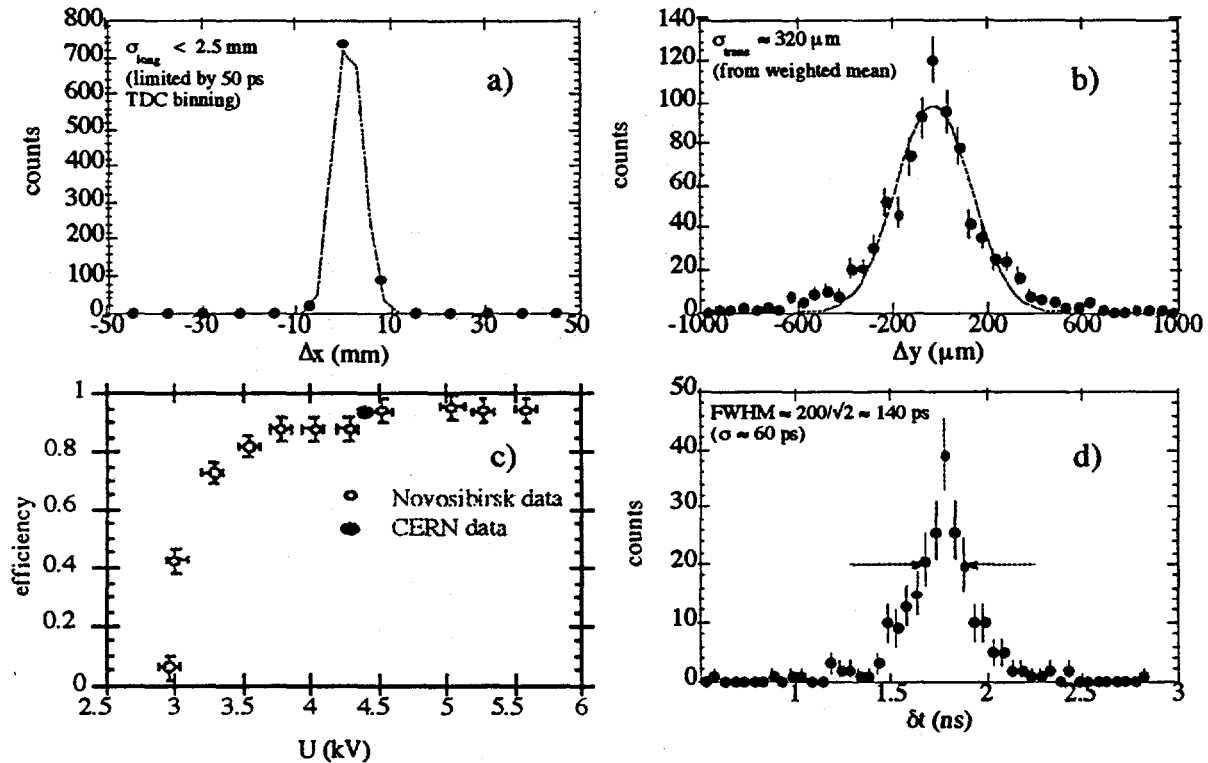 800
700
600
500
400
300
200
100
0
counts
σ_long < 2.5 mm
(limited by 50 ps
TDC binning)
a)
-50
-30
-10
10
30
50
Δx (mm)
140
120
100
80
60
40
20
0
counts
σ_trans ≈ 320 μm
(from weighted mean)
b)
-1000
-600
-200
200
600
1000
Δy (μm)
1
0.8
0.6
0.4
0.2
0
efficiency
c)
Novosibirsk data
CERN data
2.5
3
3.5
4
4.5
5
5.5
6
U (kV)
50
40
30
20
10
0
counts
FWHM ≈ 200/√2 ≈ 140 ps
(σ ≈ 60 ps)
d)
1
1.5
2
2.5
3
δt (ns)